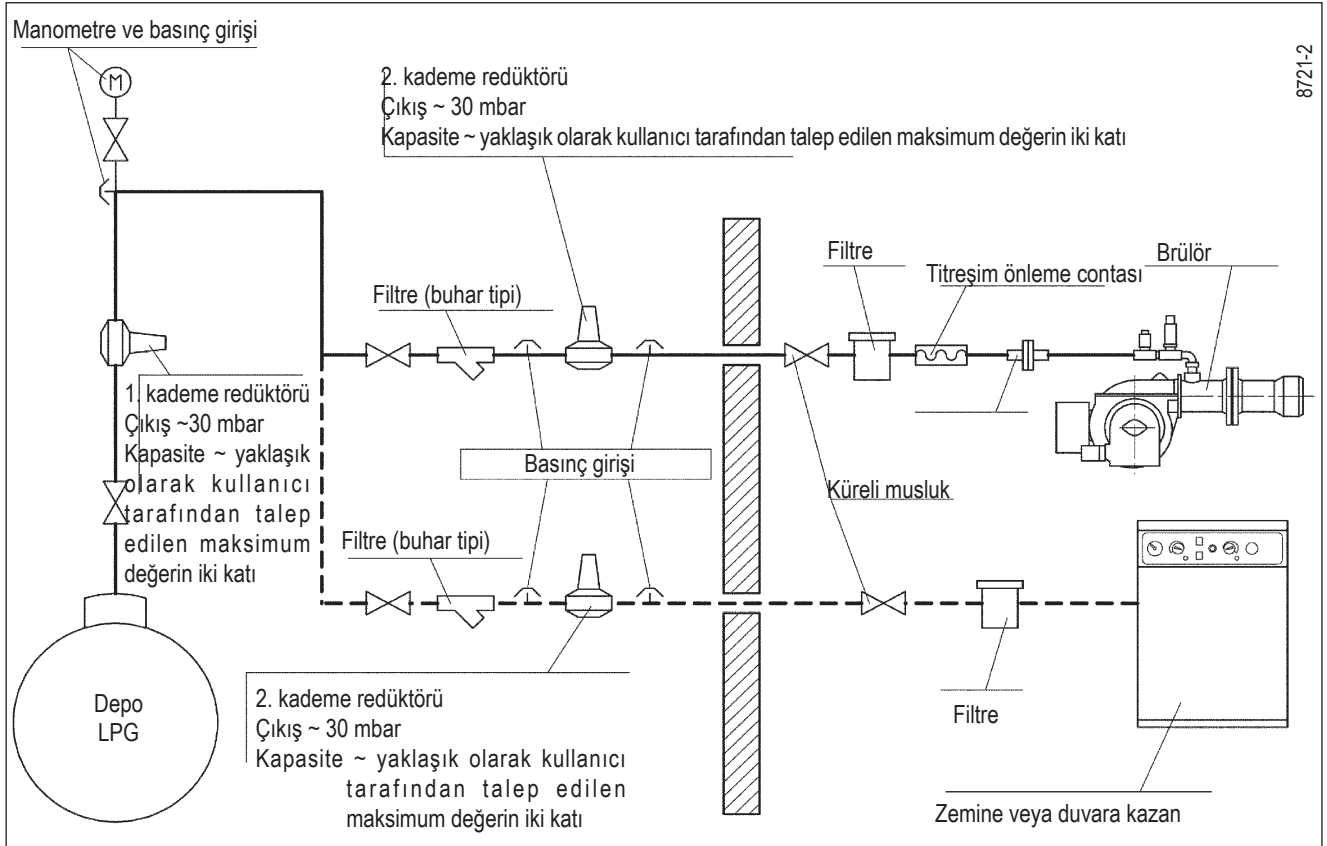 Manometre ve basınç girişi
M
8721-2
2. kademe redüktörü
Çıkış ~ 30 mbar
Kapasite ~ yaklaşık olarak kullanıcı tarafından talep edilen maksimum değerin iki katı
Filtre
Titreşim önleme contası
Brülör
Filtre (buhar tipi)
1. kademe redüktörü
Çıkış ~30 mbar
Kapasite ~ yaklaşık
olarak kullanıcı
tarafından talep
edilen maksimum
değerin iki katı
Basınç girişi
Küreli musluk
Filtre (buhar tipi)
Depo
LPG
2. kademe redüktörü
Çıkış ~ 30 mbar
Kapasite ~ yaklaşık olarak kullanıcı
tarafından talep edilen
maksimum değerin iki katı
Filtre
Zemine veya duvara kazan